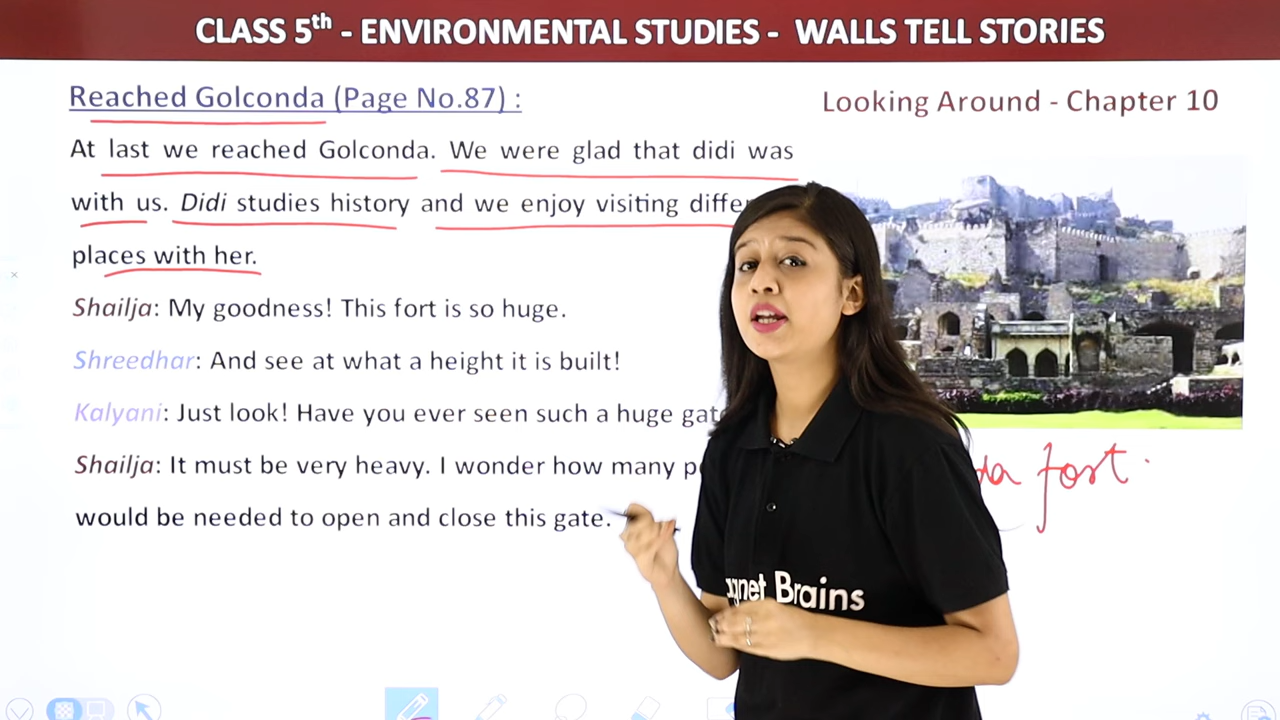 CLASS 5th - ENVIRONMENTAL STUDIES - WALLS TELL STORIES
Reached Golconda (Page No.87) :
Looking Around - Chapter 10
At last we reached Golconda. We were glad that didi was
with us. Didi studies history and we enjoy visiting
places with her.
Shailja: My goodness! This fort is so huge.
Shreedhar: And see at what a height it is built!
Kalyani: Just look! Have you ever seen such a huge
Shailja: It must be very heavy. I wonder how many
would be needed to open and close this gate.
fort.
Brains